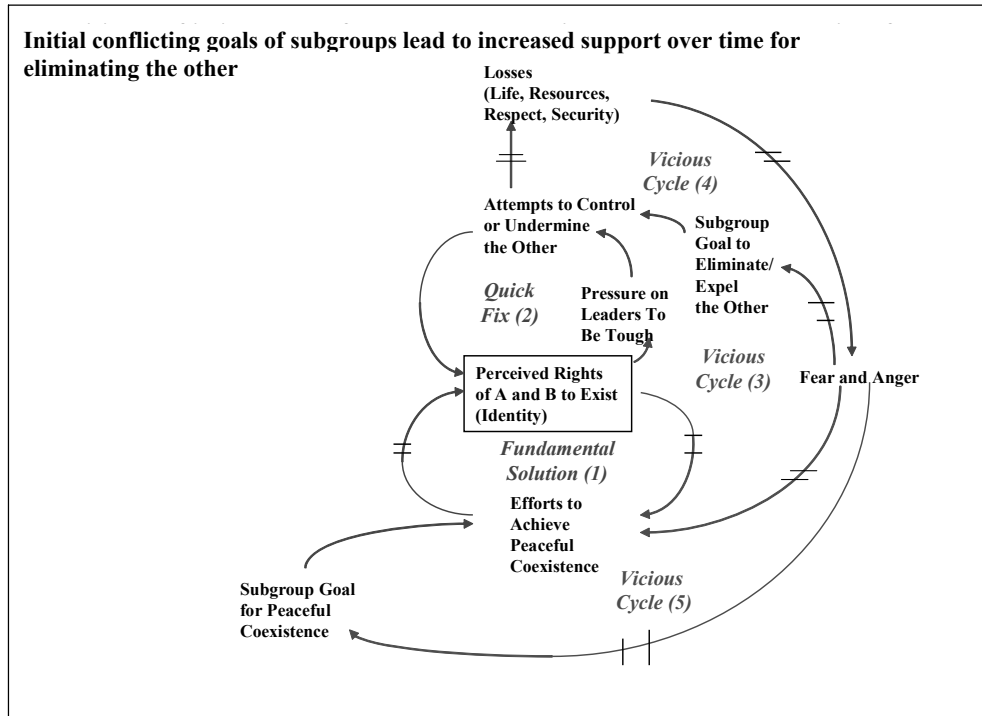 Initial conflicting goals of subgroups lead to increased support over time for
eliminating the other
Losses
(Life, Resources,
Respect, Security)
Vicious
Cycle (4)
Attempts to Control
or Undermine
the Other
Subgroup
Goal to
Eliminate/
Expel
the Other
Quick
Fix (2)
Pressure on
Leaders To
Be Tough
Vicious
Cycle (3)
Fear and Anger
Perceived Rights
of A and B to Exist
(Identity)
Fundamental
Solution (1)
Efforts to
Achieve
Peaceful
Coexistence
Vicious
Cycle (5)
Subgroup Goal
for Peaceful
Coexistence